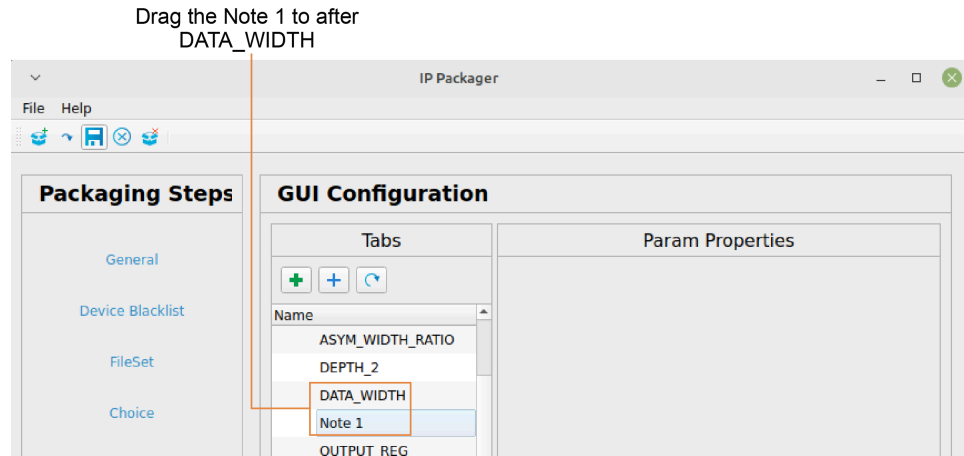 Drag the Note 1 to after
DATA_WIDTH
IP Packager
File Help
Packaging Steps
GUI Configuration
General
Device Blacklist
FileSet
Choice
Tabs
Name
ASYM_WIDTH_RATIO
DEPTH_2
DATA_WIDTH
Note 1
OUTPUT_REG
Param Properties